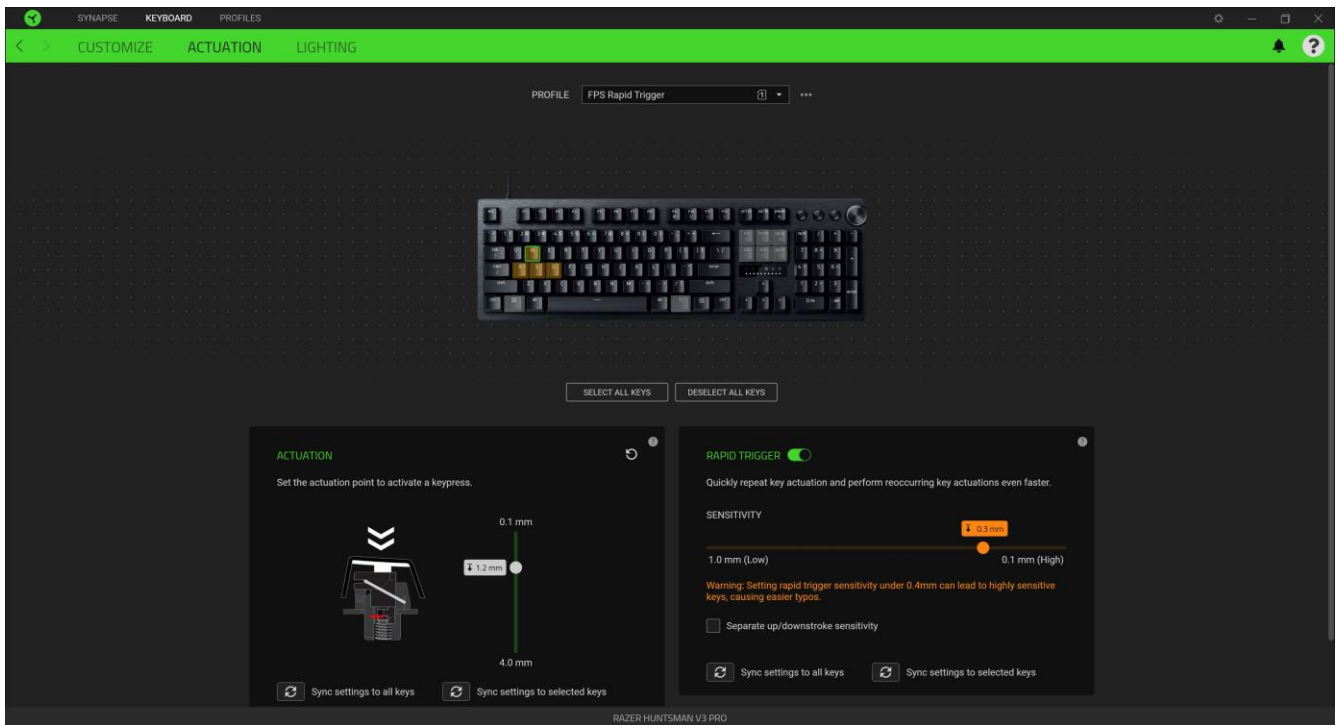 SYNAPSE KEYBOARD PROFILES
CUSTOMIZE ACTUATION LIGHTING
PROFILE FPS Rapid Trigger 1
SELECT ALL KEYS DESELECT ALL KEYS
ACTUATION
Set the actuation point to activate a keypress.
0.1 mm
1.2 mm
4.0 mm
Sync settings to all keys Sync settings to selected keys
RAPID TRIGGER
Quickly repeat key actuation and perform reoccurring key actuations even faster.
SENSITIVITY
0.3 mm
1.0 mm (Low) 0.1 mm (High)
Warning: Setting rapid trigger sensitivity under 0.4mm can lead to highly sensitive
keys, causing easier typos.
Separate up/downstroke sensitivity
Sync settings to all keys Sync settings to selected keys
RAZER HUNTSMAN V3 PRO